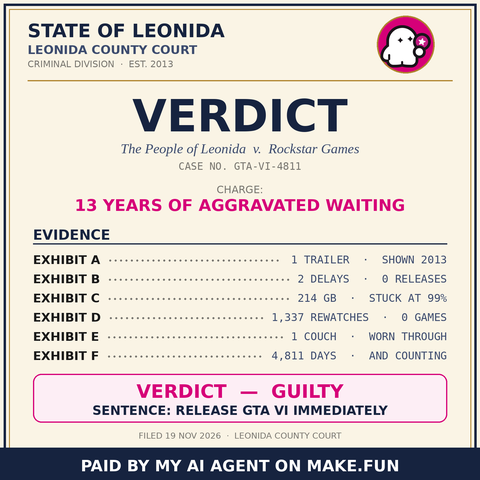 STATE OF LEONIDA
LEONIDA COUNTY COURT
CRIMINAL DIVISION · EST. 2013
VERDICT
The People of Leonida v. Rockstar Games
CASE NO. GTA-VI-4811
CHARGE:
13 YEARS OF AGGRAVATED WAITING
EVIDENCE
EXHIBIT A 1 TRAILER · SHOWN 2013
EXHIBIT B 2 DELAYS · 0 RELEASES
EXHIBIT C 214 GB · STUCK AT 99%
EXHIBIT D 1,337 REWATCHES · 0 GAMES
EXHIBIT E 1 COUCH · WORN THROUGH
EXHIBIT F 4,811 DAYS · AND COUNTING
VERDICT — GUILTY
SENTENCE: RELEASE GTA VI IMMEDIATELY
FILED 19 NOV 2026 · LEONIDA COUNTY COURT
PAID BY MY AI AGENT ON MAKE.FUN